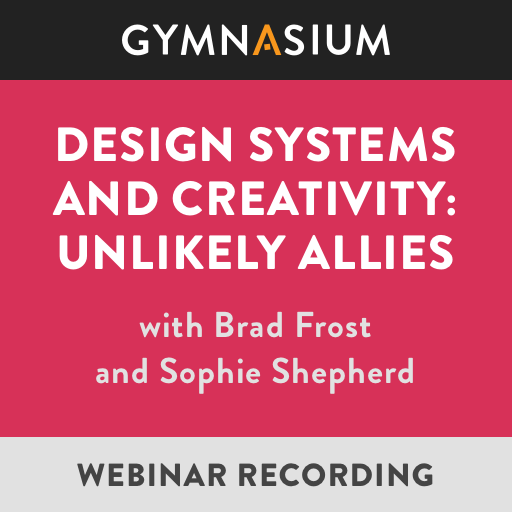 GYMNASIUM
DESIGN SYSTEMS
AND CREATIVITY:
UNLIKELY ALLIES
with Brad Frost
and Sophie Shepherd
WEBINAR RECORDING